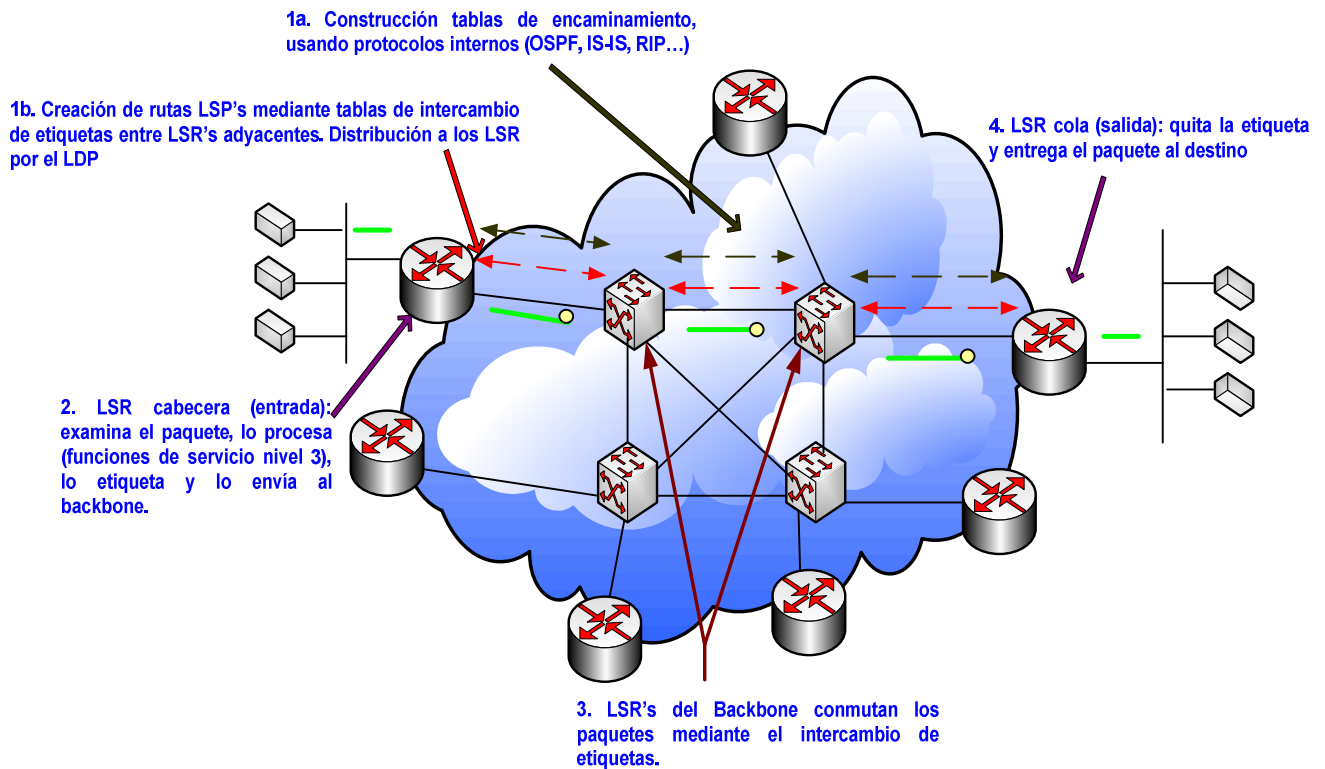 1a. Construcción tablas de encaminamiento,
usando protocolos internos (OSPF, IS-IS, RIP…)
1b. Creación de rutas LSP's mediante tablas de intercambio
de etiquetas entre LSR's adyacentes. Distribución a los LSR
por el LDP
4. LSR cola (salida): quita la etiqueta
y entrega el paquete al destino
2. LSR cabecera (entrada):
examina el paquete, lo procesa
(funciones de servicio nivel 3),
lo etiqueta y lo envía al
backbone.
3. LSR's del Backbone conmutan los
paquetes mediante el intercambio de
etiquetas.